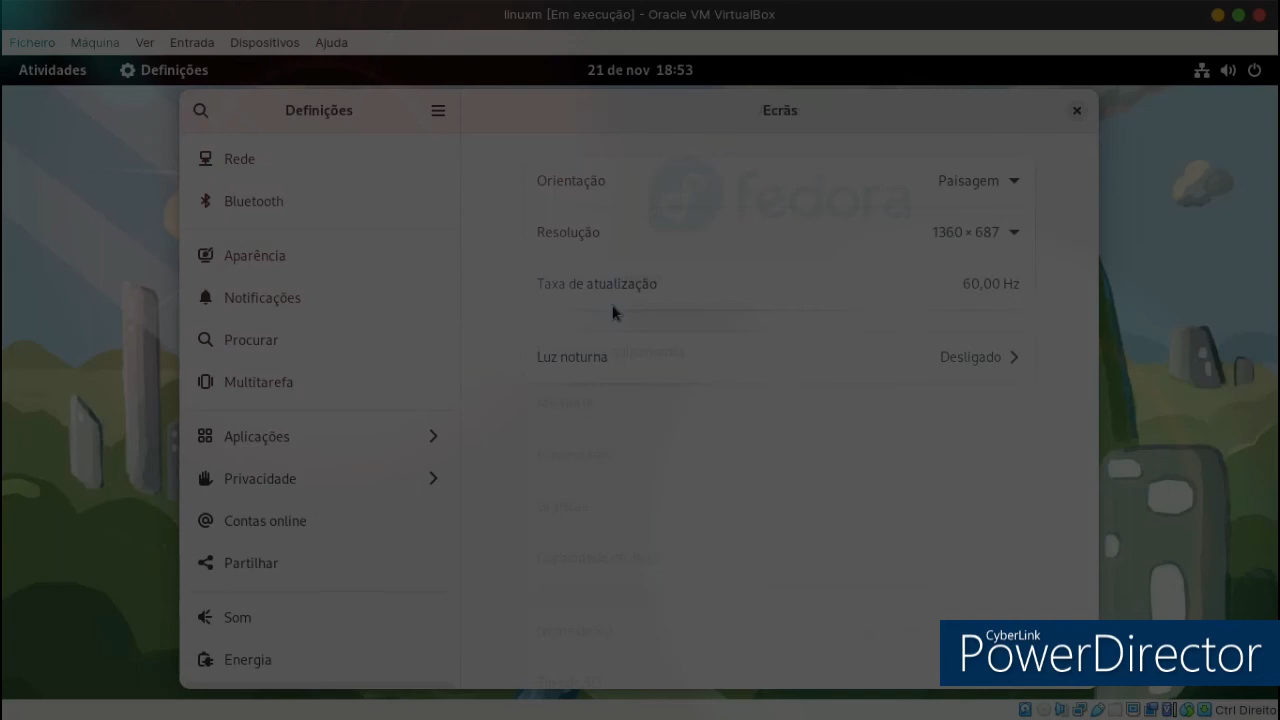 linuxm [Em execução] - Oracle VM VirtualBox
Ficheiro Máquina Ver Entrada Dispositivos Ajuda
Atividades Definições 21 de nov 18:53
Definições Ecrãs
Rede
Bluetooth
Aparência
Notificações
Procurar
Multitarefa
Aplicações
Privacidade
Contas online
Partilhar
Som
Energia
fedora
Orientação Paisagem
Resolução 1360 × 687
Taxa de atualização 60,00 Hz
Luz noturna Desligado
CyberLink
PowerDirector
Ctrl Direito